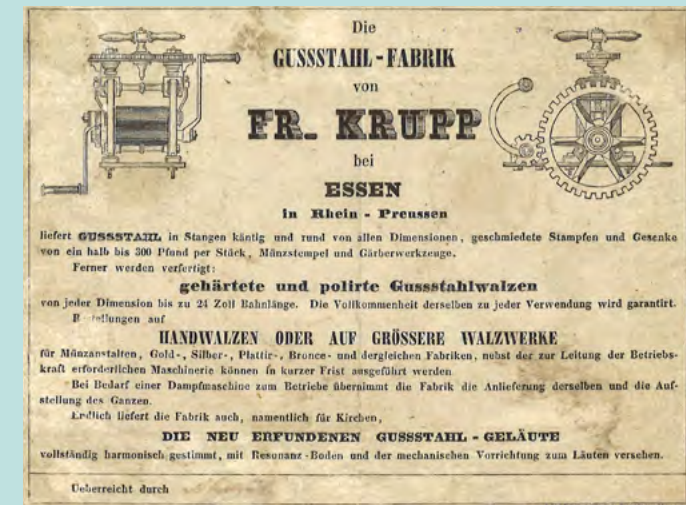 Die
GUSSSTAHL-FABRIK
von
FR. KRUPP
bei
ESSEN
in Rhein-Preussen
liefert GUSSSTAHL in Stangen käntig und rund von allen Dimensionen, geschmiedete Stampfen und Gesenke
von ein halb bis 300 Pfund per Stück, Münzstempel und Gärberwerkzeuge.
Ferner werden verfertigt:
gehärtete und polirte Gussstahlwalzen
von jeder Dimension bis zu 24 Zoll Bahnlänge. Die Vollkommenheit derselben zu jeder Verwendung wird garantirt.
Bestellungen auf
HANDWALZEN ODER AUF GRÖSSERE WALZWERKE
für Münzanstalten, Gold-, Silber-, Plattir-, Bronce- und dergleichen Fabriken, nebst der zur Leitung der Betriebs-
kraft erforderlichen Maschinerie können in kurzer Frist ausgeführt werden
Bei Bedarf einer Dampfmaschine zum Betriebe übernimmt die Fabrik die Anlieferung derselben und die Auf-
stellung des Ganzen.
Endlich liefert die Fabrik auch, namentlich für Kirchen,
DIE NEU ERFUNDENEN GUSSSTAHL-GELÄUTE
vollständig harmonisch gestimmt, mit Resonanz-Boden und der mechanischen Vorrichtung zum Läuten versehen.
Ueberreicht durch